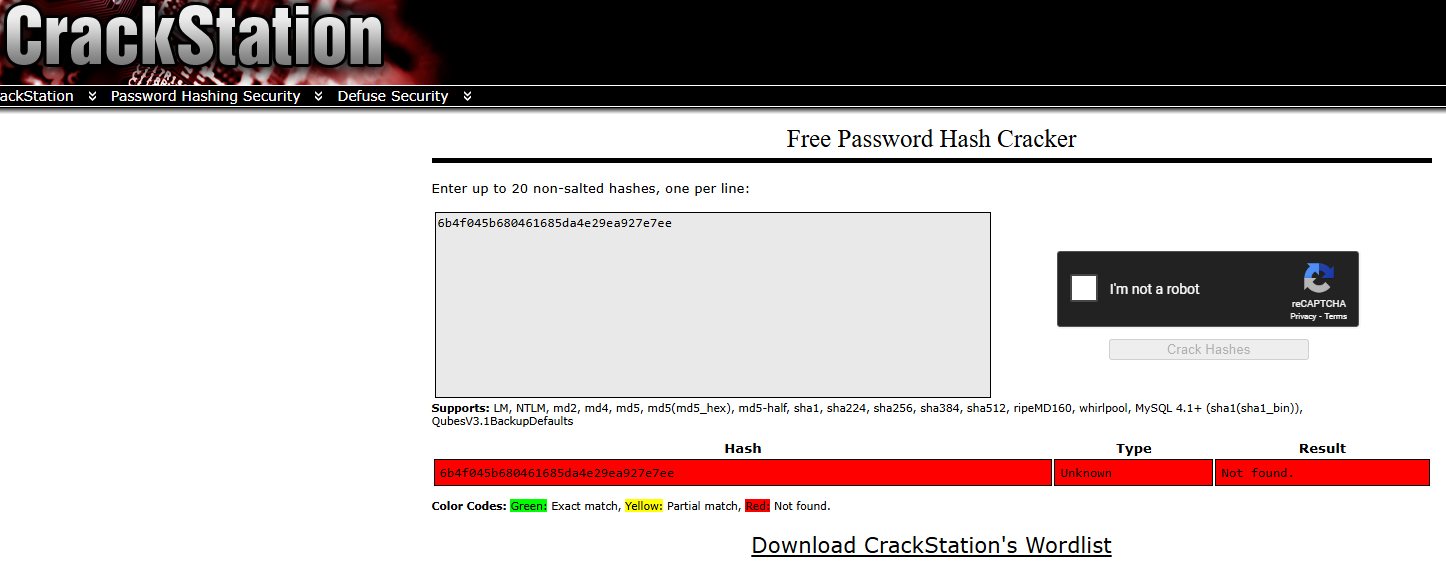 CrackStation
ackStation Password Hashing Security Defuse Security
Free Password Hash Cracker
Enter up to 20 non-salted hashes, one per line:
6b4f045b680461685da4e29ea927e7ee
I'm not a robot
reCAPTCHA
Privacy - Terms
Crack Hashes
Supports: LM, NTLM, md2, md4, md5, md5(md5_hex), md5-half, sha1, sha224, sha256, sha384, sha512, ripeMD160, whirlpool, MySQL 4.1+ (sha1(sha1_bin)),
QubesV3.1BackupDefaults
Hash Type Result
6b4f045b680461685da4e29ea927e7ee Unknown Not found.
Color Codes: Green: Exact match, Yellow: Partial match, Red: Not found.
Download CrackStation's Wordlist